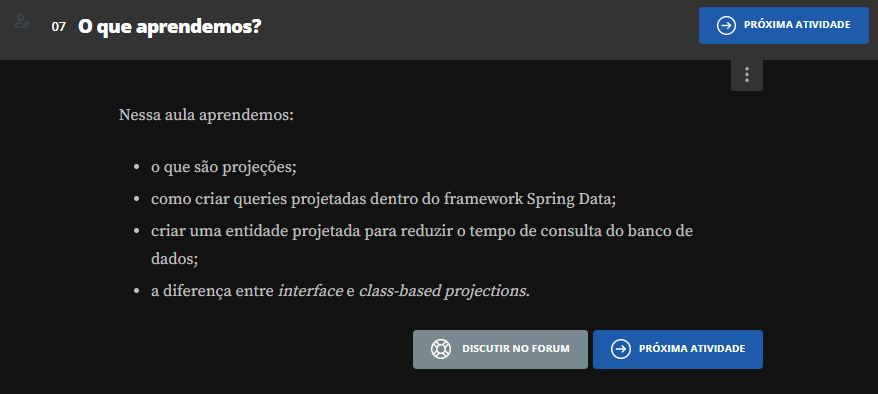 07 O que aprendemos?
PRÓXIMA ATIVIDADE
Nessa aula aprendemos:
• o que são projeções;
• como criar queries projetadas dentro do framework Spring Data;
• criar uma entidade projetada para reduzir o tempo de consulta do banco de
dados;
• a diferença entre interface e class-based projections.
DISCUTIR NO FORUM
PRÓXIMA ATIVIDADE